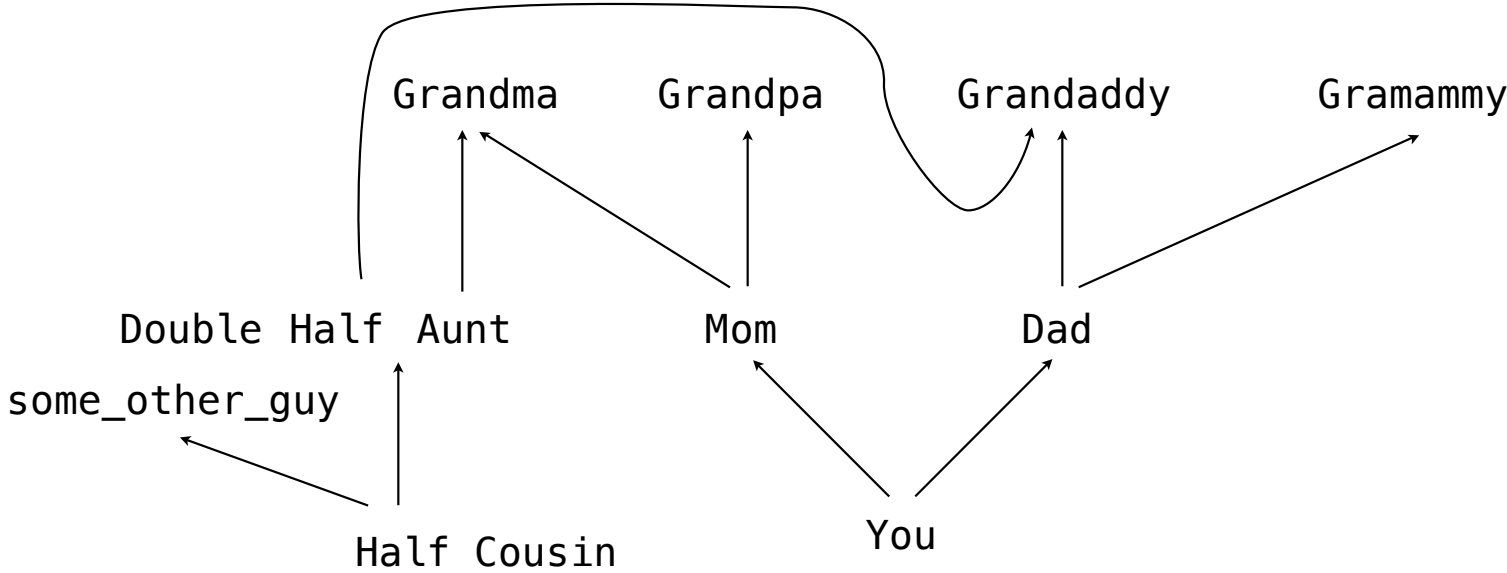 Grandma
Grandpa
Grandaddy
Gramammy
Double Half Aunt
Mom
Dad
some_other_guy
You
Half Cousin